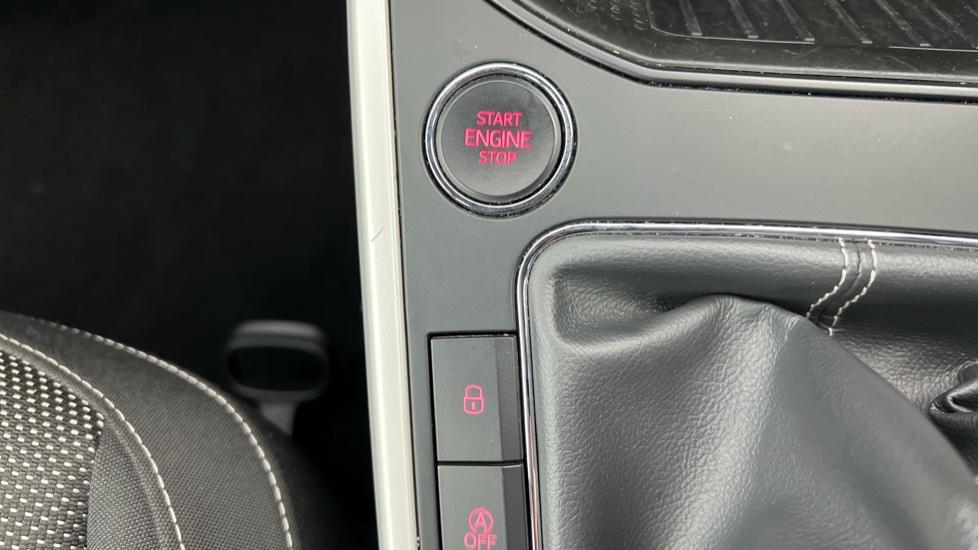 START
ENGINE
STOP
A
OFF